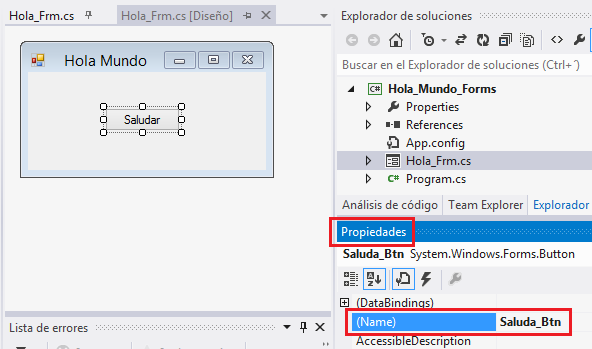 Hola_Frm.cs
Hola_Frm.cs [Diseño]
Hola Mundo
Saludar
Lista de errores
Explorador de soluciones
Buscar en el Explorador de soluciones (Ctrl+´)
C# Hola_Mundo_Forms
Properties
References
App.config
Hola_Frm.cs
C# Program.cs
Análisis de código Team Explorer Explorador
Propiedades
Saluda_Btn System.Windows.Forms.Button
(DataBindings)
(Name) Saluda_Btn
AccessibleDescription